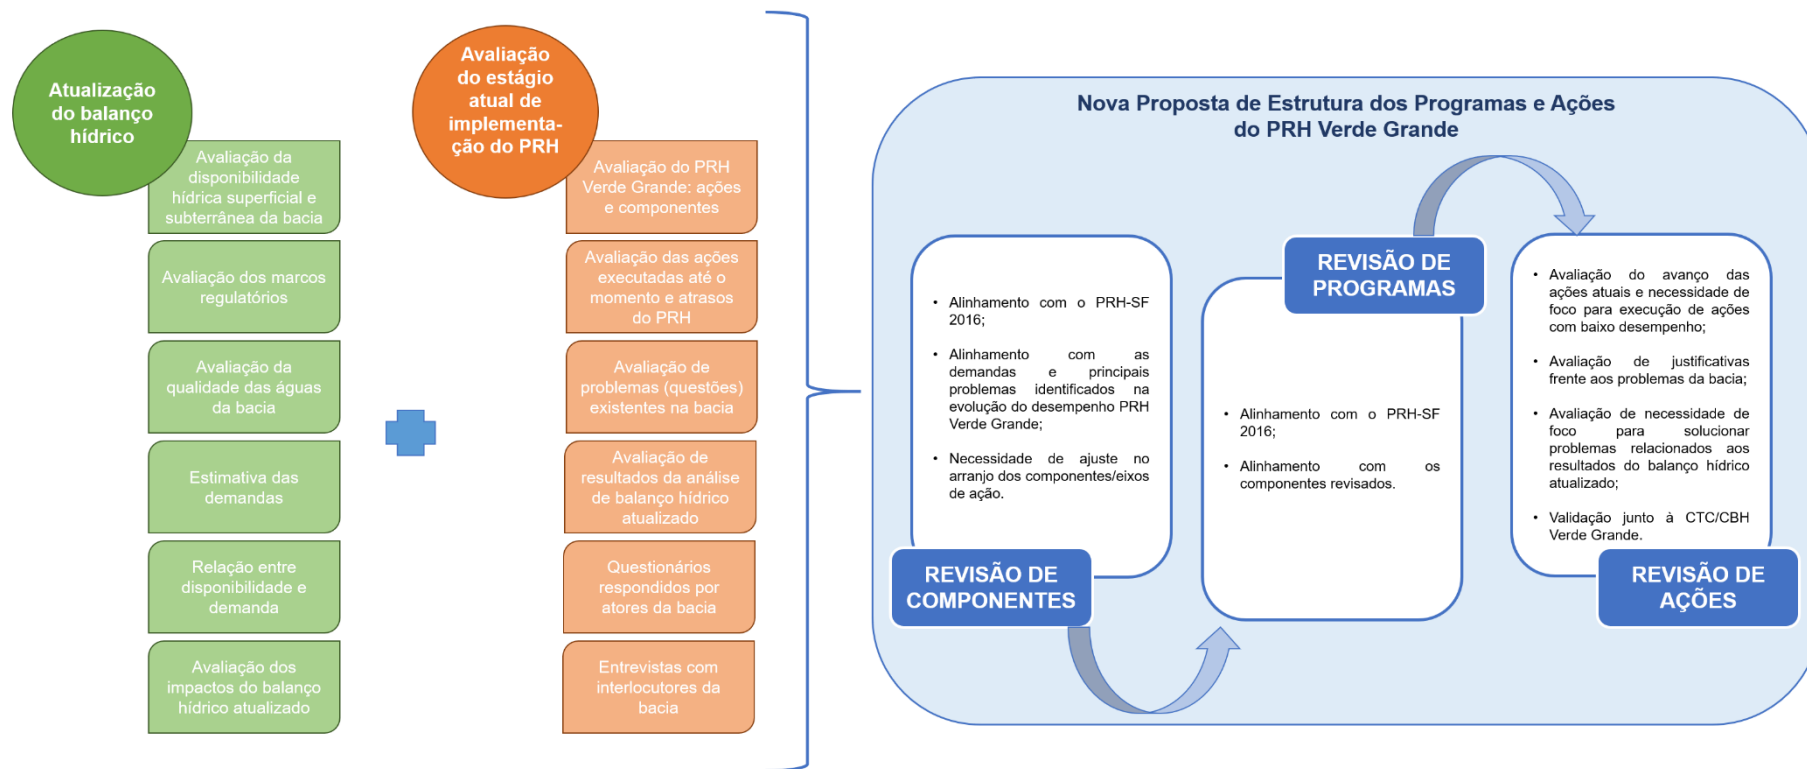 Atualização
do balanço
hídrico
Avaliação da
disponibilidade
hídrica superficial e
subterrânea da bacia
Avaliação dos marcos
regulatórios
Avaliação da
qualidade das águas
da bacia
Estimativa das
demandas
Relação entre
disponibilidade e
demanda
Avaliação dos
impactos do balanço
hídrico atualizado
Avaliação
do estágio
atual de
implementa-
ção do PRH
Avaliação do PRH
Verde Grande: ações
e componentes
Avaliação das ações
executadas até o
momento e atrasos
do PRH
Avaliação de
problemas (questões)
existentes na bacia
Avaliação de
resultados da análise
de balanço hídrico
atualizado
Questionários
respondidos por
atores da bacia
Entrevistas com
interlocutores da
bacia
Nova Proposta de Estrutura dos Programas e Ações
do PRH Verde Grande
• Alinhamento com o PRH-SF
2016;
• Alinhamento com as
demandas e principais
problemas identificados na
evolução do desempenho PRH
Verde Grande;
• Necessidade de ajuste no
arranjo dos componentes/eixos
de ação.
REVISÃO DE
COMPONENTES
REVISÃO DE
PROGRAMAS
• Alinhamento com o PRH-SF
2016;
• Alinhamento com os
componentes revisados.
• Avaliação do avanço das
ações atuais e necessidade de
foco para execução de ações
com baixo desempenho;
• Avaliação de justificativas
frente aos problemas da bacia;
• Avaliação de necessidade de
foco para solucionar
problemas relacionados aos
resultados do balanço hídrico
atualizado;
• Validação junto à CTC/CBH
Verde Grande.
REVISÃO DE
AÇÕES